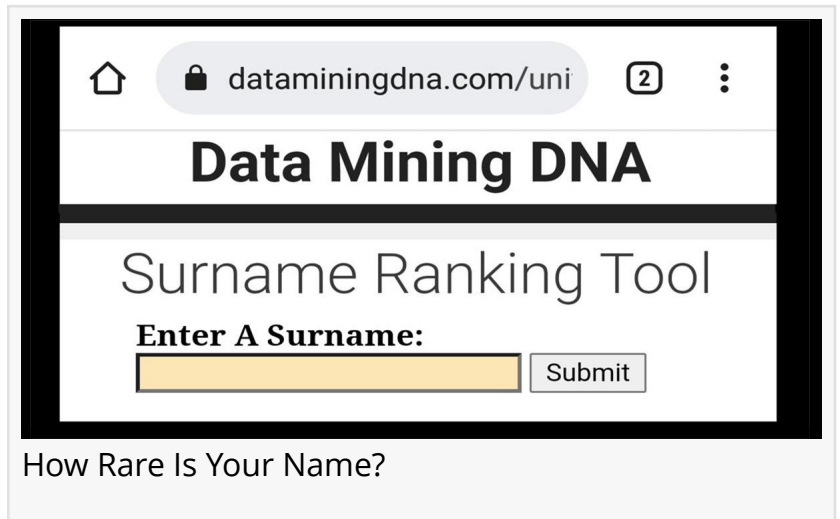 dataminingdna.com/uni
2
Data Mining DNA
Surname Ranking Tool
Enter A Surname:
Submit
How Rare Is Your Name?